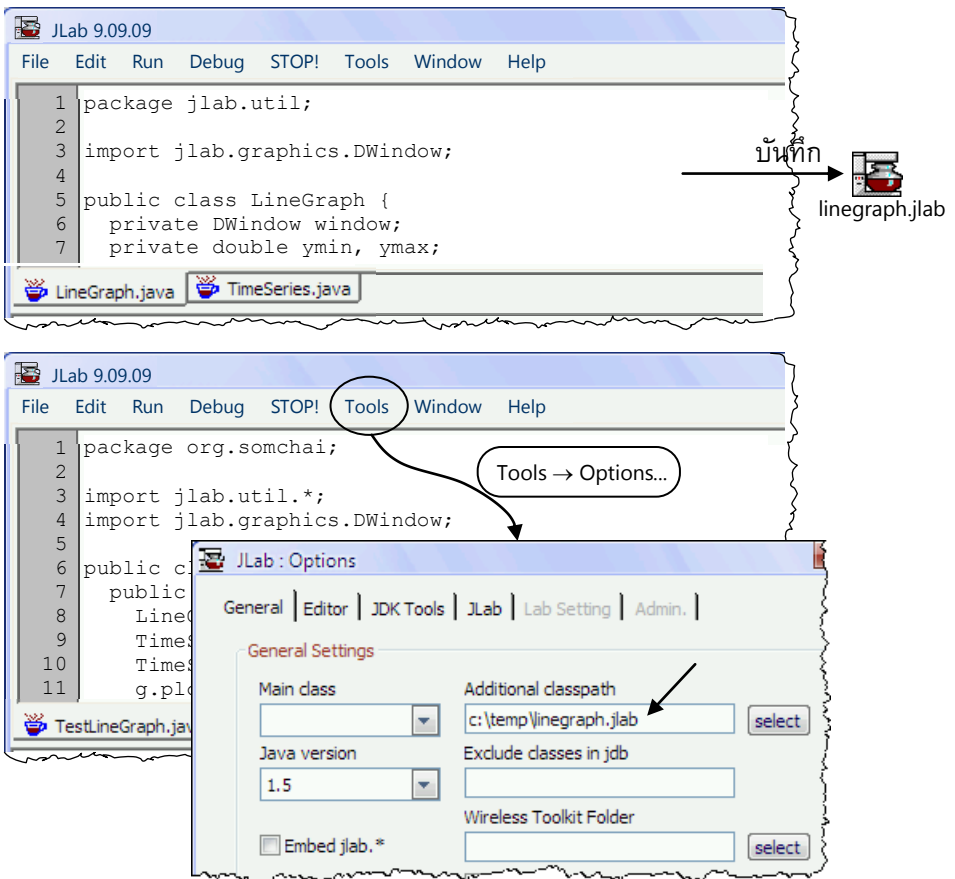 JLab 9.09.09
File Edit Run Debug STOP! Tools Window Help
1 package jlab.util;
2
3 import jlab.graphics.DWindow;
4
5 public class LineGraph {
6 private DWindow window;
7 private double ymin, ymax;
LineGraph.java TimeSeries.java
บันทึก
linegraph.jlab
JLab 9.09.09
File Edit Run Debug STOP! Tools Window Help
1 package org.somchai;
2
3 import jlab.util.*;
4 import jlab.graphics.DWindow;
5
6 public c
7 public
8 Line
9 Time
10 Time
11 g.pl
TestLineGraph.jav
Tools → Options...
JLab : Options
General Editor JDK Tools JLab Lab Setting Admin.
General Settings
Main class Additional classpath
c:\temp\linegraph.jlab select
Java version Exclude classes in jdb
1.5
Wireless Toolkit Folder
Embed jlab.* select